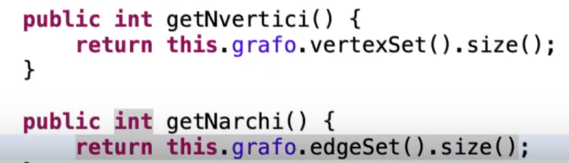 public int getNvertici() {
return this.grafo.vertexSet().size();
}
public int getNarchi() {
return this.grafo.edgeSet().size();